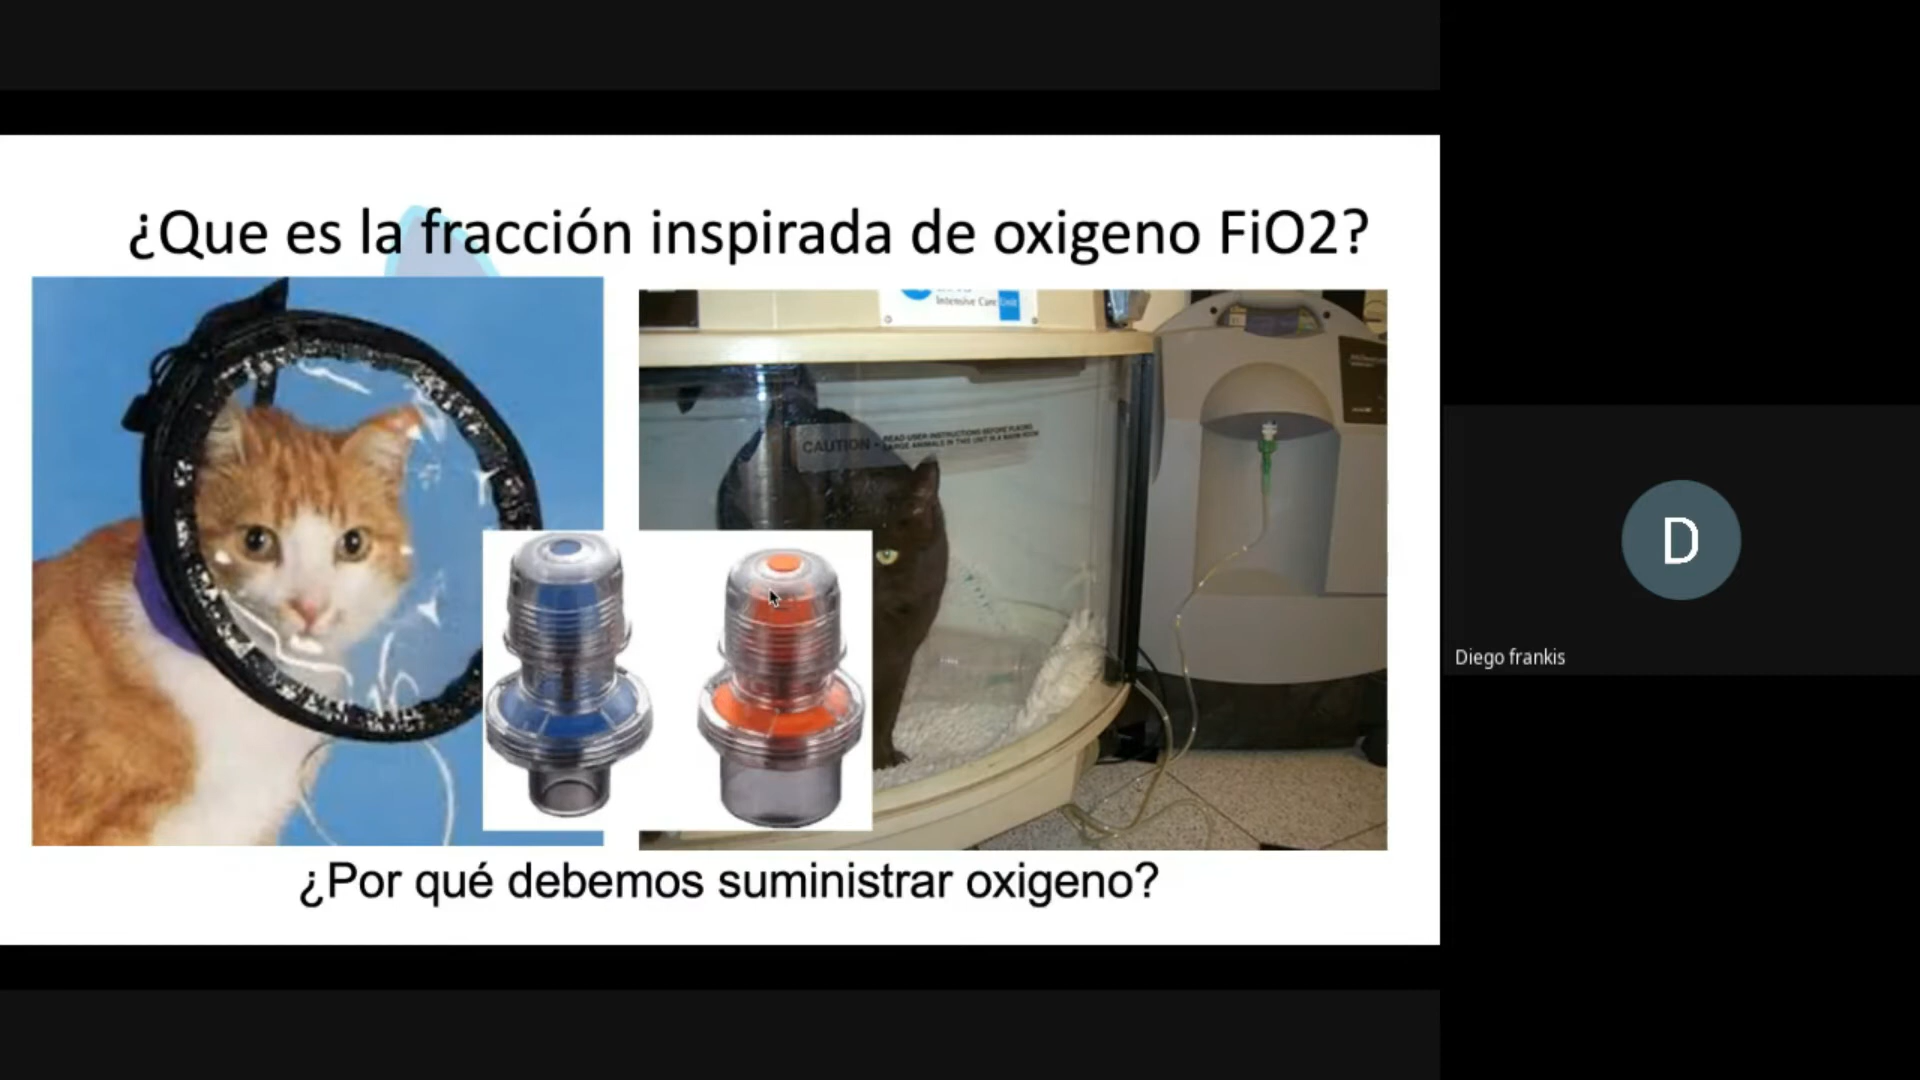 ¿Que es la fracción inspirada de oxigeno FiO2?
Intensive Care Unit
CAUTION - READ USER INSTRUCTIONS BEFORE PLACING
LARGE ANIMALS IN THIS UNIT IN A WARM ROOM
¿Por qué debemos suministrar oxigeno?
D
Diego frankis